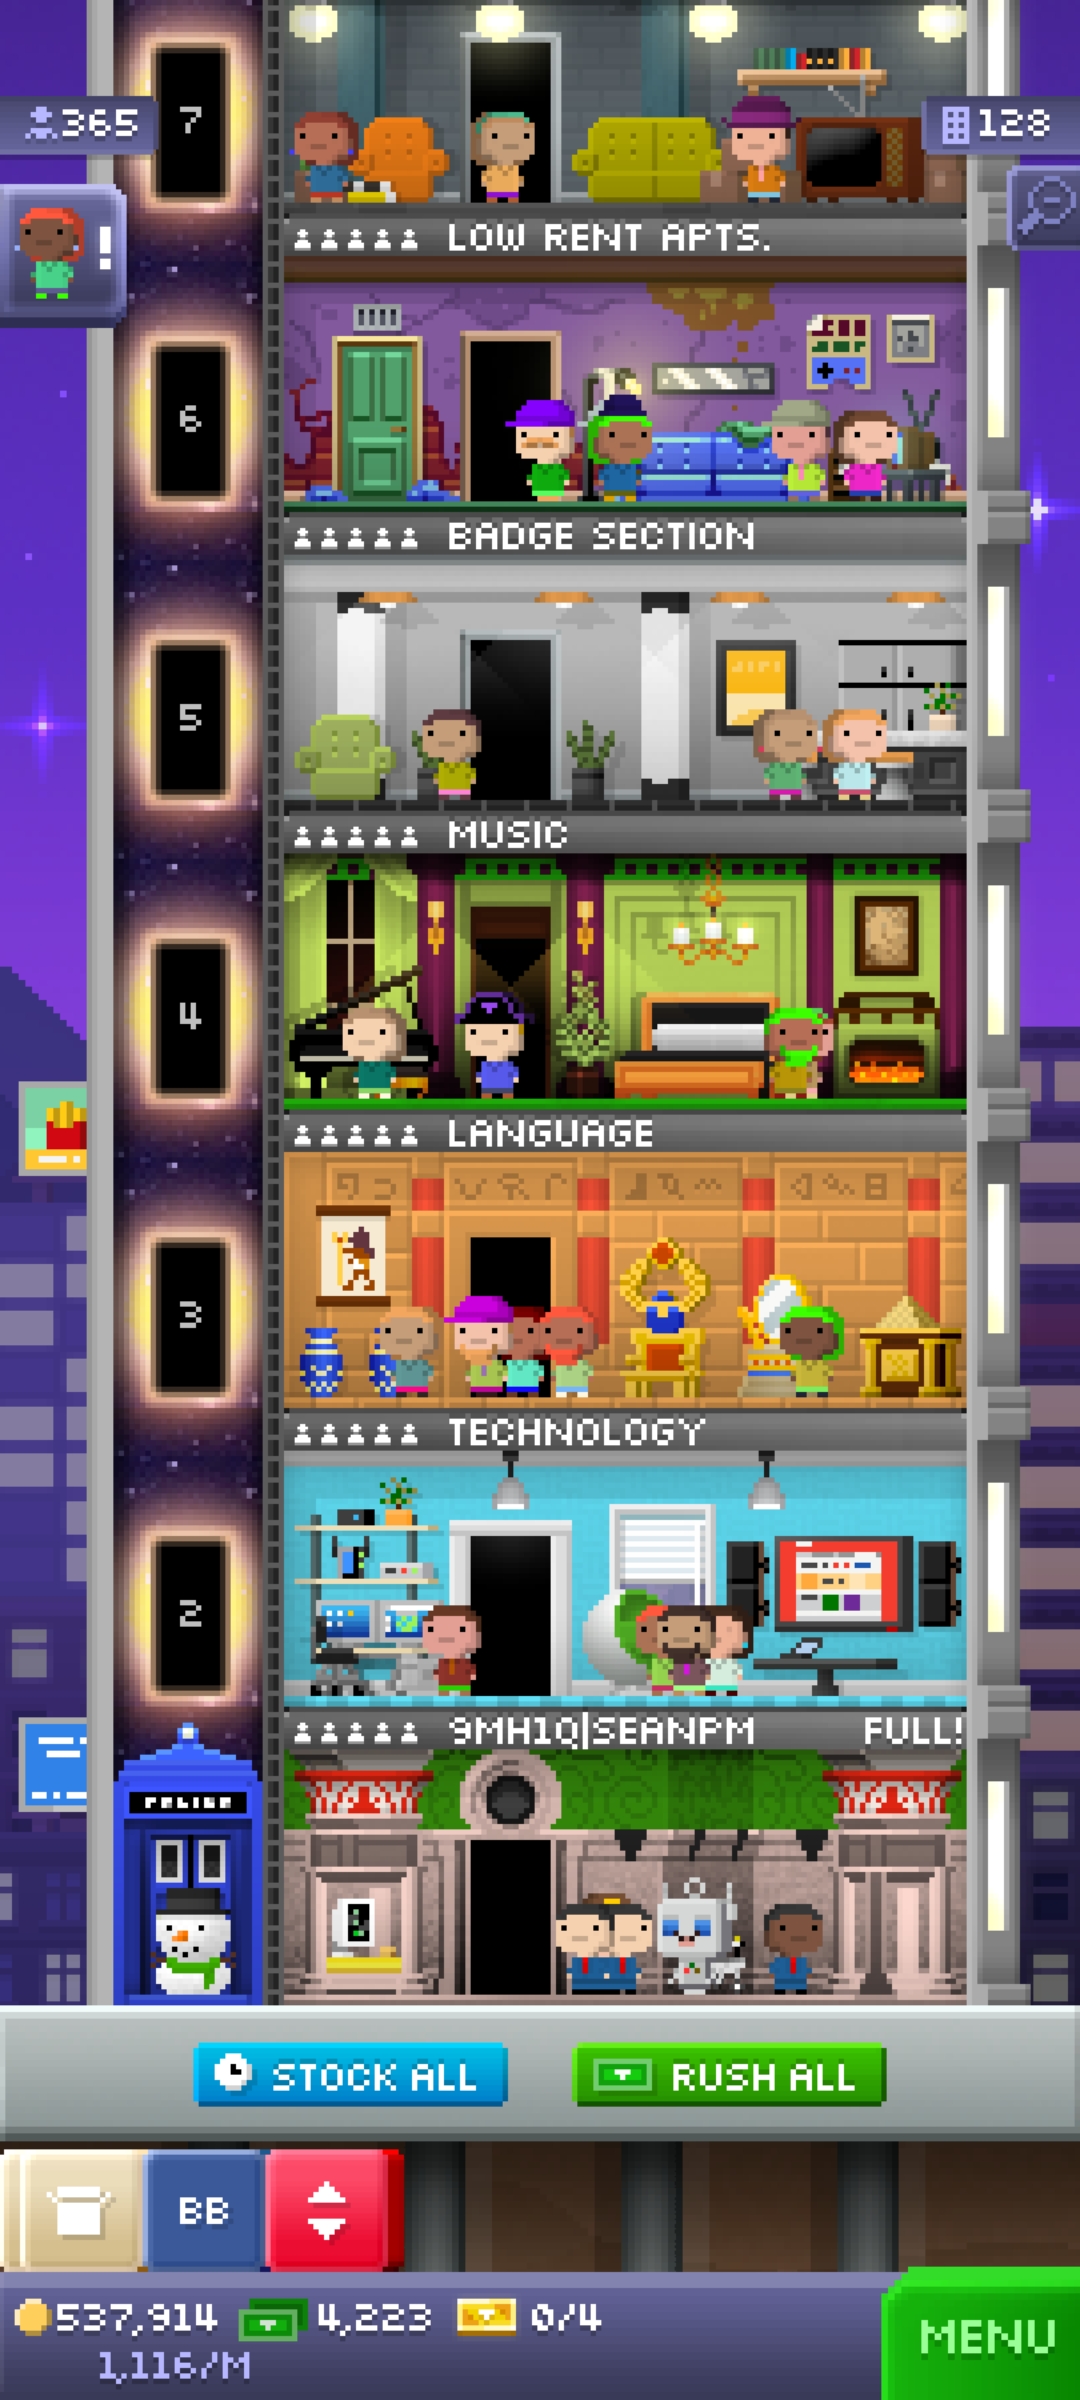 7
365
128
!
LOW RENT APTS.
6
BADGE SECTION
5
MUSIC
4
LANGUAGE
3
TECHNOLOGY
2
9MH1Q|SEANPM FULL!
POLICE
STOCK ALL
RUSH ALL
BB
537,914 4,223 0/4
1,116/M
MENU